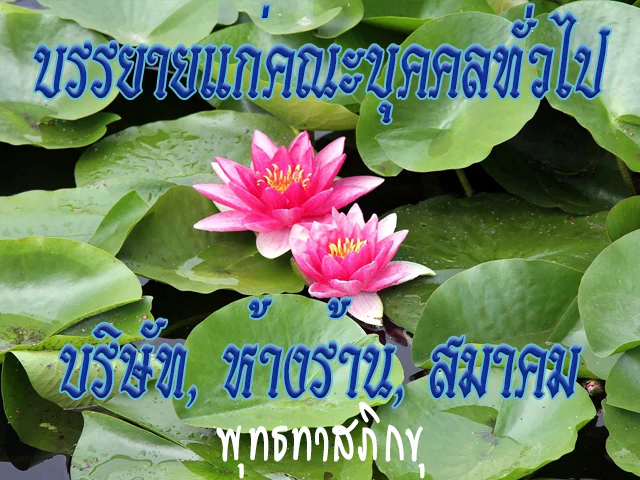 บรรยายแก่คณะบุคคลทั่วไป
บริษัท, ห้างร้าน, สมาคม
พุทธทาสภิกขุ